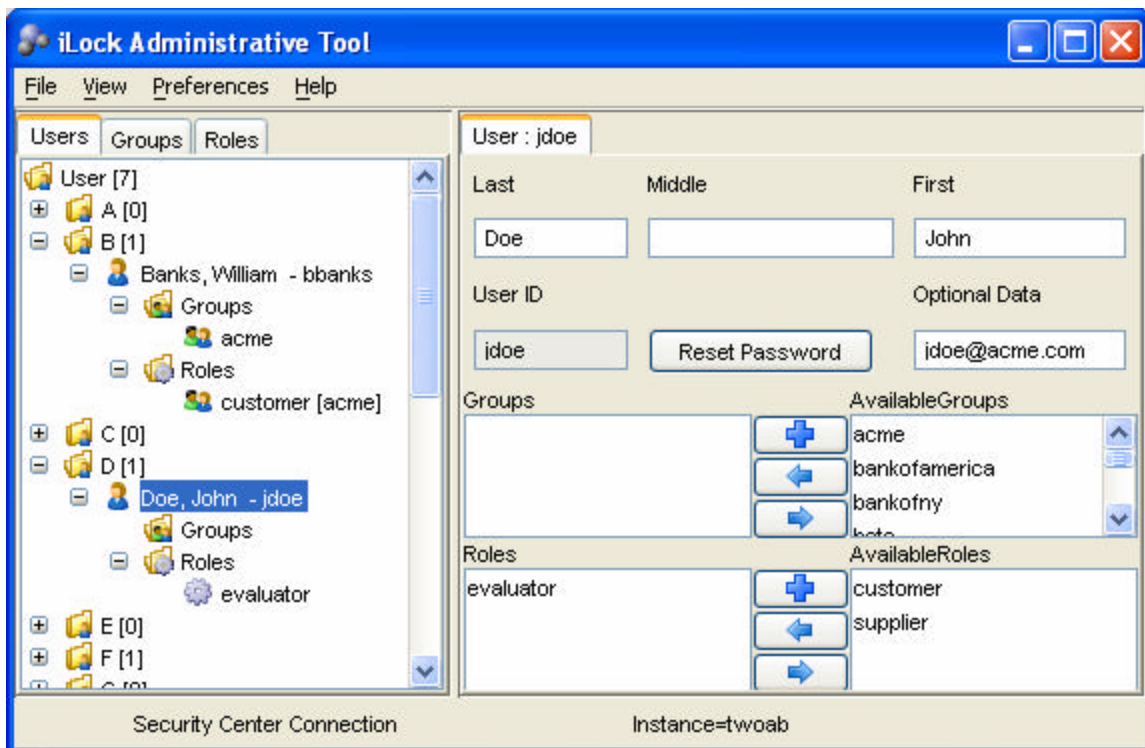 iLock Administrative Tool
File View Preferences Help
Users Groups Roles
User [7]
A [0]
B [1]
Banks, William - bbanks
Groups
acme
Roles
customer [acme]
C [0]
D [1]
Doe, John - jdoe
Groups
Roles
evaluator
E [0]
F [1]
User : jdoe
Last Middle First
Doe John
User ID Optional Data
jdoe Reset Password jdoe@acme.com
Groups AvailableGroups
acme
bankofamerica
bankofny
Roles AvailableRoles
evaluator customer
supplier
Security Center Connection Instance=twoab